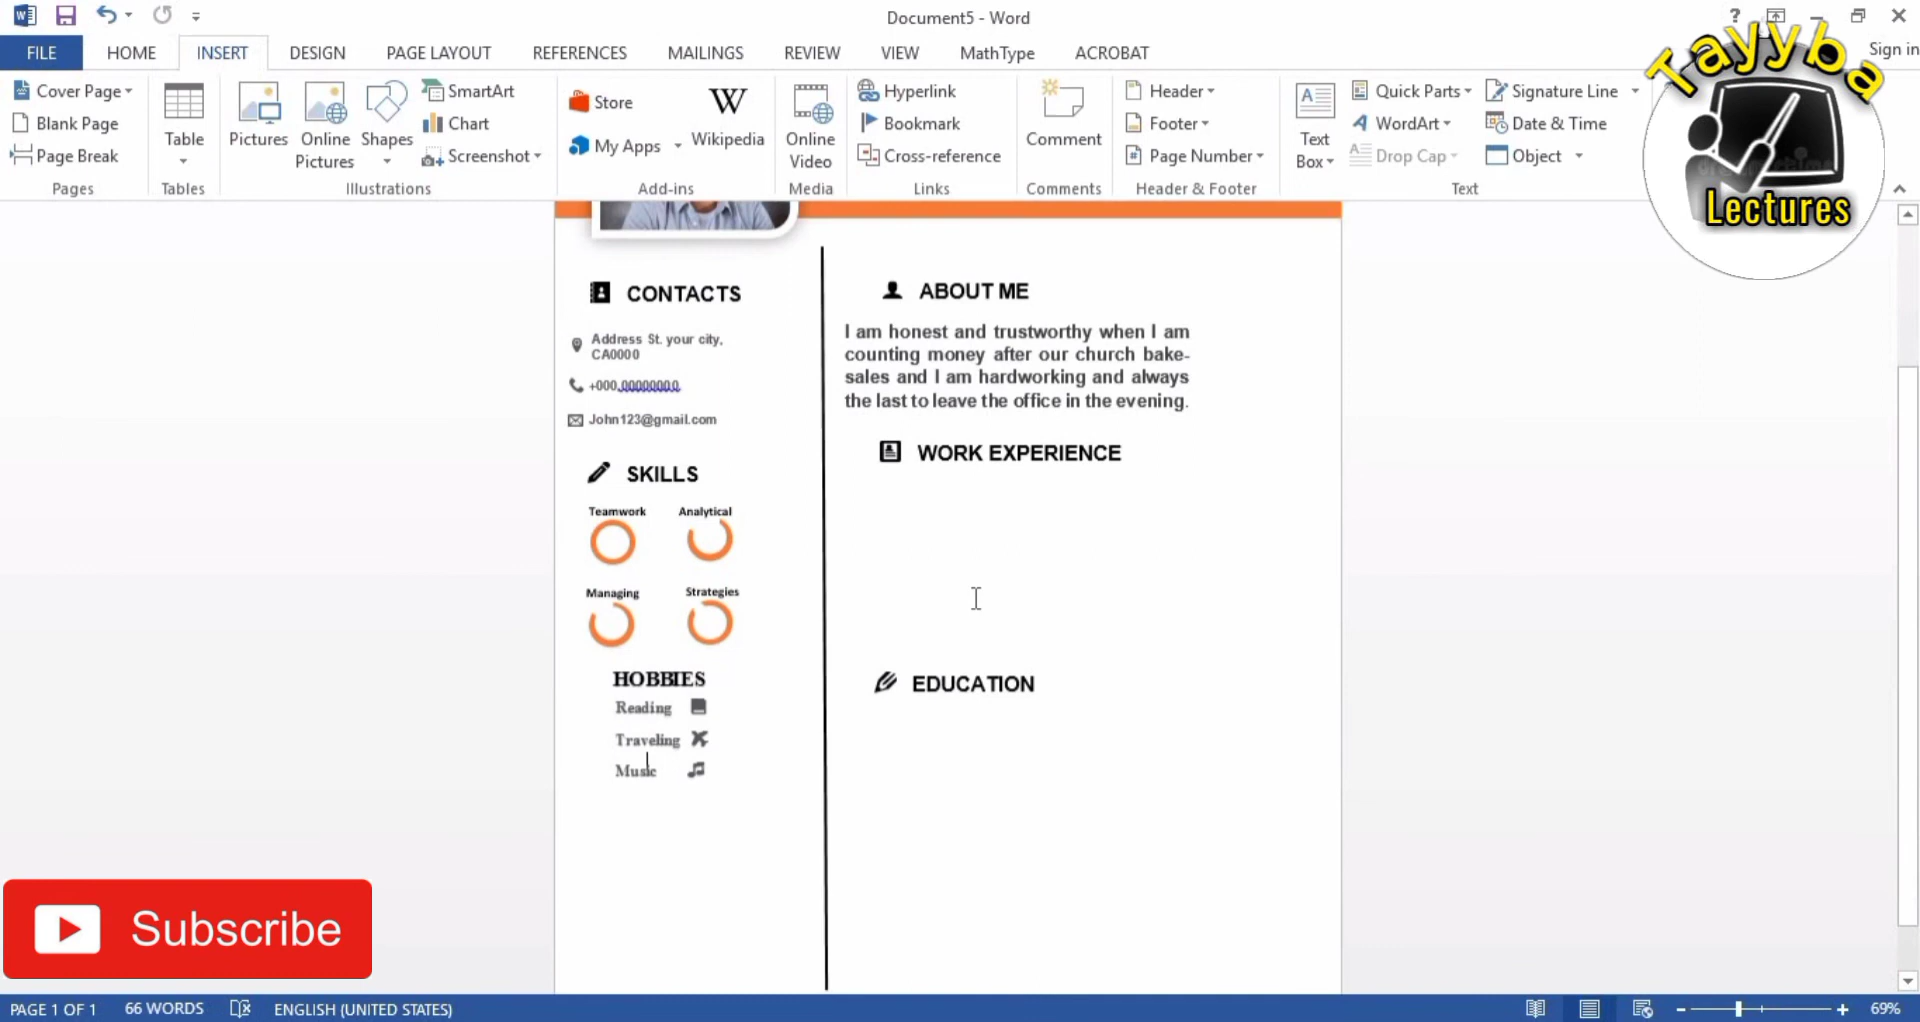 Document5 - Word
?
Sign in
FILE HOME INSERT DESIGN PAGE LAYOUT REFERENCES MAILINGS REVIEW VIEW MathType ACROBAT
Cover Page
Blank Page
Page Break
Pages
Table
Tables
Pictures
Online
Pictures
Shapes
SmartArt
Chart
Screenshot
Illustrations
Store
My Apps
W
Wikipedia
Add-ins
Online
Video
Media
Hyperlink
Bookmark
Cross-reference
Links
Comment
Comments
Header
Footer
Page Number
Header & Footer
Text
Box
Quick Parts
WordArt
Drop Cap
Signature Line
Date & Time
Object
Text
Tayyba
Lectures
CONTACTS
Address St. your city,
CA0000
+000 00000000
John123@gmail.com
SKILLS
Teamwork Analytical
Managing Strategies
HOBBIES
Reading
Traveling
Music
ABOUT ME
I am honest and trustworthy when I am
counting money after our church bake-
sales and I am hardworking and always
the last to leave the office in the evening.
WORK EXPERIENCE
EDUCATION
Subscribe
PAGE 1 OF 1 66 WORDS ENGLISH (UNITED STATES) 69%